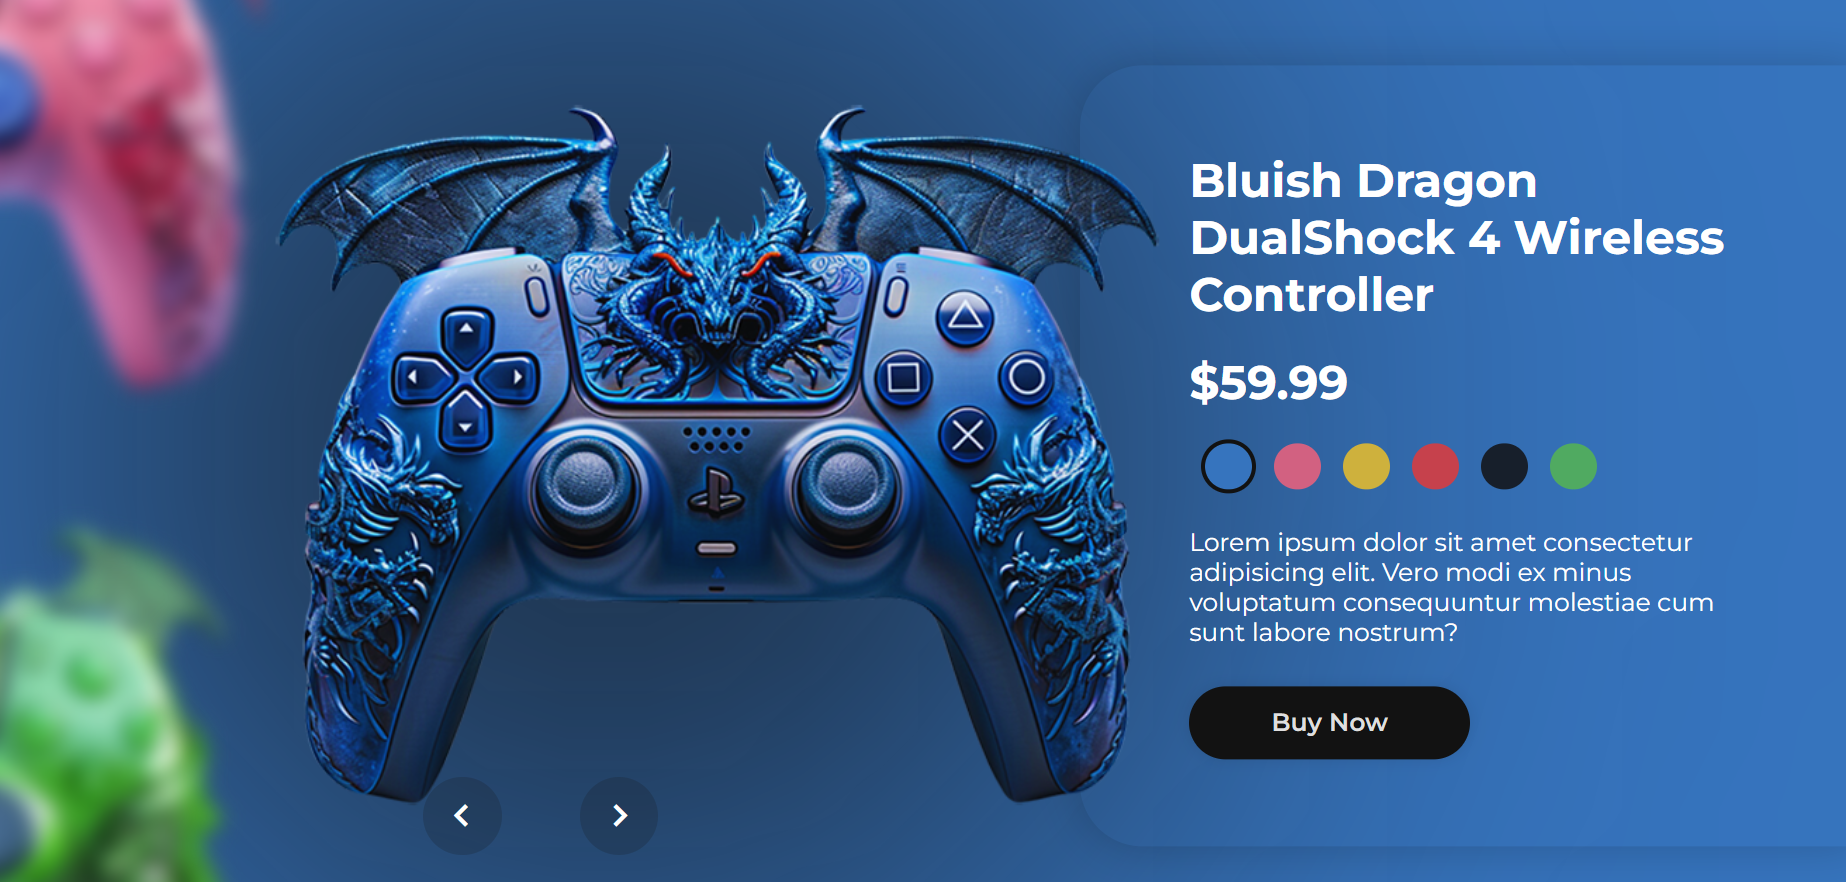 Bluish Dragon
DualShock 4 Wireless
Controller
$59.99
Lorem ipsum dolor sit amet consectetur
adipisicing elit. Vero modi ex minus
voluptatum consequuntur molestiae cum
sunt labore nostrum?
Buy Now